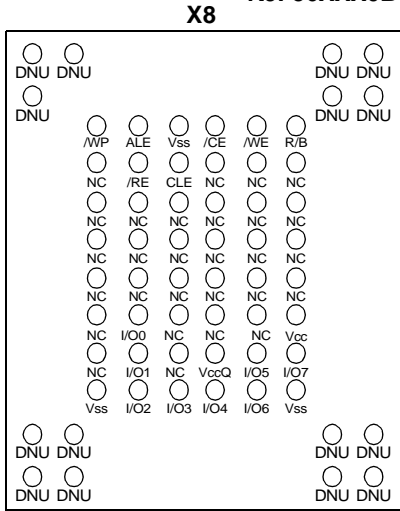 X8
DNU DNU DNU DNU
DNU DNU DNU
/WP ALE Vss /CE /WE R/B
NC /RE CLE NC NC NC
NC NC NC NC NC NC
NC NC NC NC NC NC
NC NC NC NC NC NC
NC I/O0 NC NC NC Vcc
NC I/O1 NC VccQ I/O5 I/O7
Vss I/O2 I/O3 I/O4 I/O6 Vss
DNU DNU DNU DNU
DNU DNU DNU DNU